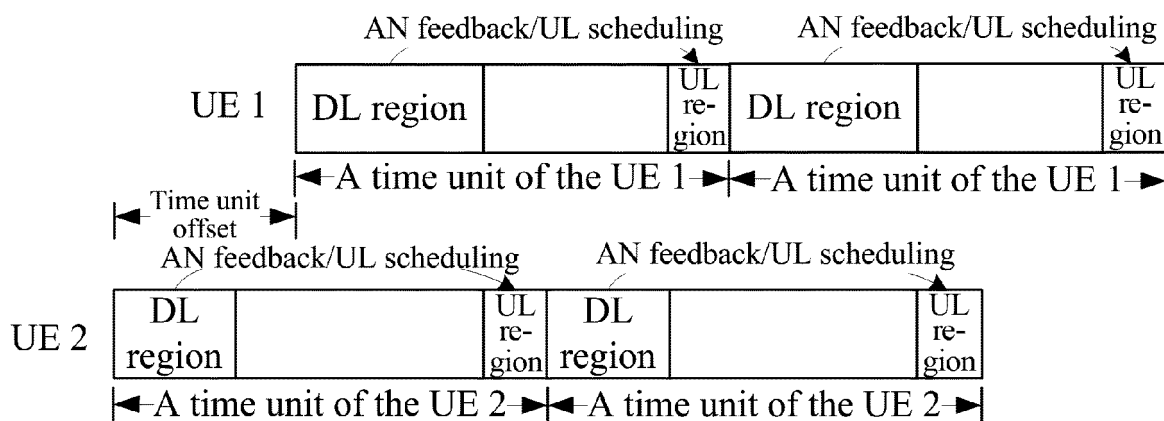 AN feedback/UL scheduling
AN feedback/UL scheduling
UE 1
DL region
UL
re-
gion
DL region
UL
re-
gion
A time unit of the UE 1
A time unit of the UE 1
Time unit
offset
AN feedback/UL scheduling
AN feedback/UL scheduling
UE 2
DL
region
UL
re-
gion
DL
region
UL
re-
gion
A time unit of the UE 2
A time unit of the UE 2